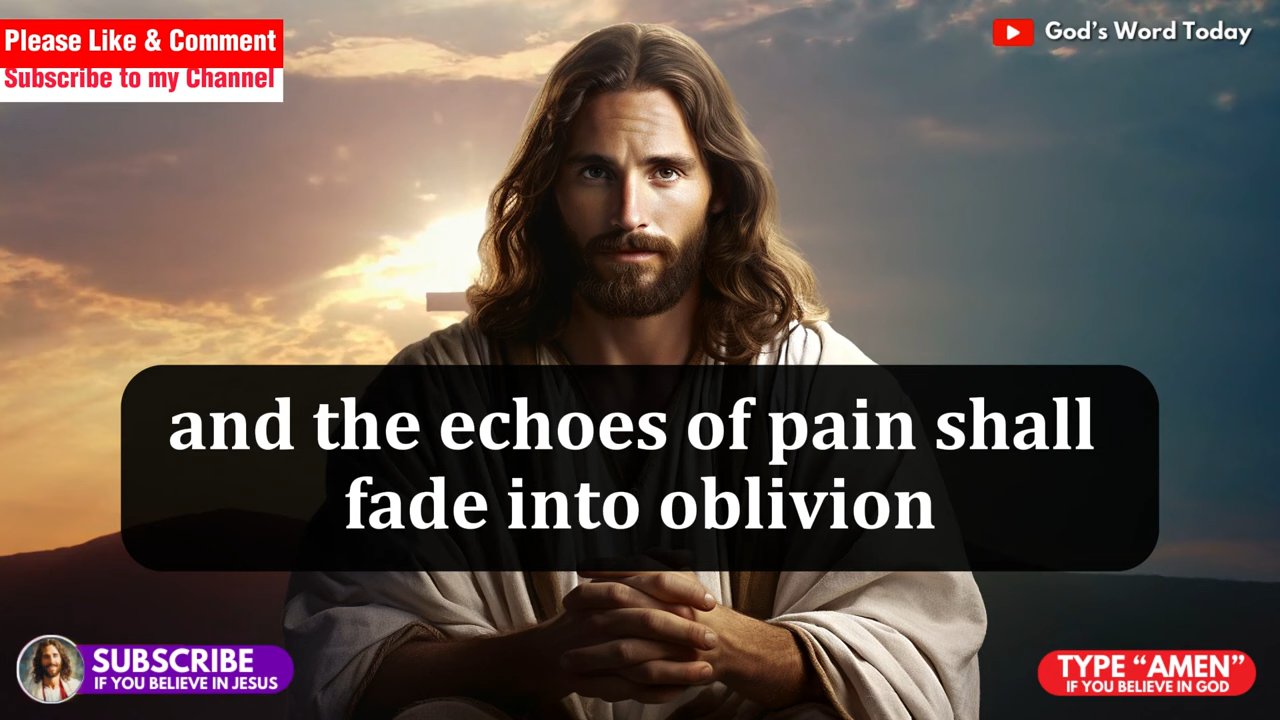 Please Like & Comment
Subscribe to my Channel
God's Word Today
and the echoes of pain shall
fade into oblivion
SUBSCRIBE
IF YOU BELIEVE IN JESUS
TYPE “AMEN”
IF YOU BELIEVE IN GOD